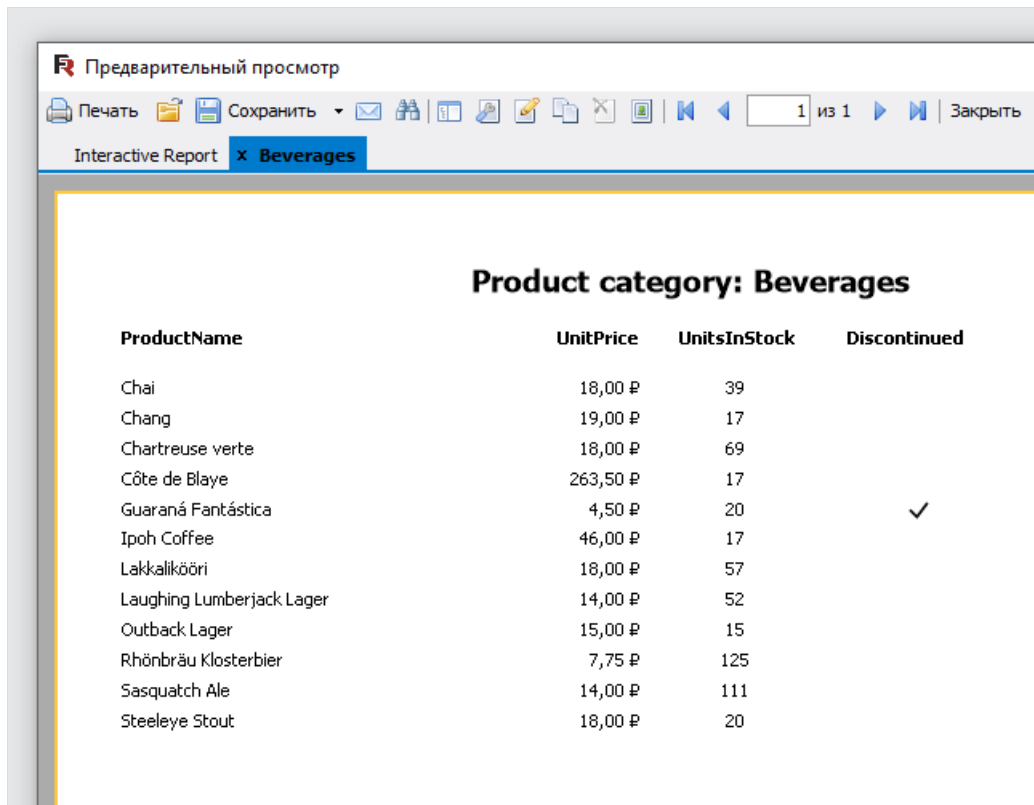 Предварительный просмотр
Печать Сохранить 1 из 1 Закрыть
Interactive Report x Beverages
Product category: Beverages
ProductName UnitPrice UnitsInStock Discontinued
Chai 18,00 ₽ 39
Chang 19,00 ₽ 17
Chartreuse verte 18,00 ₽ 69
Côte de Blaye 263,50 ₽ 17
Guaraná Fantástica 4,50 ₽ 20 ✓
Ipoh Coffee 46,00 ₽ 17
Lakkalikööri 18,00 ₽ 57
Laughing Lumberjack Lager 14,00 ₽ 52
Outback Lager 15,00 ₽ 15
Rhönbräu Klosterbier 7,75 ₽ 125
Sasquatch Ale 14,00 ₽ 111
Steeleye Stout 18,00 ₽ 20